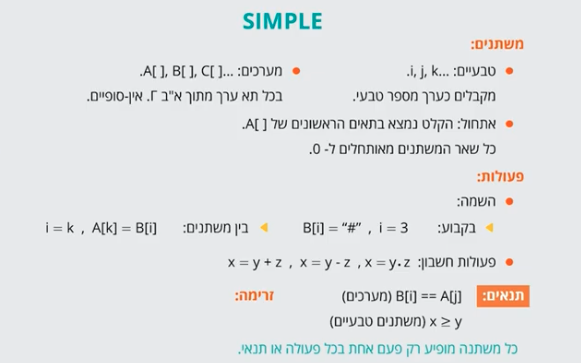 SIMPLE
משתנים:
טבעיים: i, j, k...‎.
מקבלים כערך מספר טבעי.
מערכים: A[ ], B[ ], C[ ]...‎.
בכל תא ערך מתוך א"ב Γ. אין-סופיים.
אתחול: הקלט נמצא בתאים הראשונים של A[ ]‎.
כל שאר המשתנים מאותחלים ל- 0.
פעולות:
השמה:
בקבוע: B[i] = “#” , i = 3 בין משתנים: i = k , A[k] = B[i]
פעולות חשבון: x = y + z , x = y - z , x = y. z
תנאים: B[i] == A[j] (מערכים) זרימה:
x ≥ y (משתנים טבעיים)
כל משתנה מופיע רק פעם אחת בכל פעולה או תנאי.